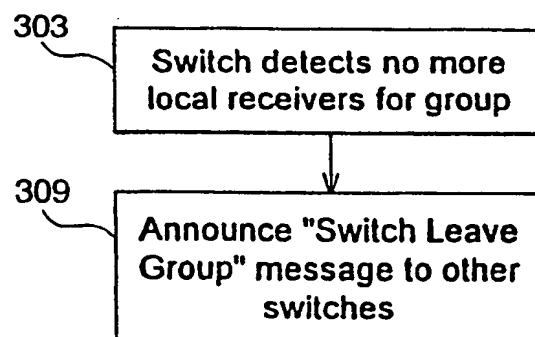 303
Switch detects no more
local receivers for group
309
Announce "Switch Leave
Group" message to other
switches